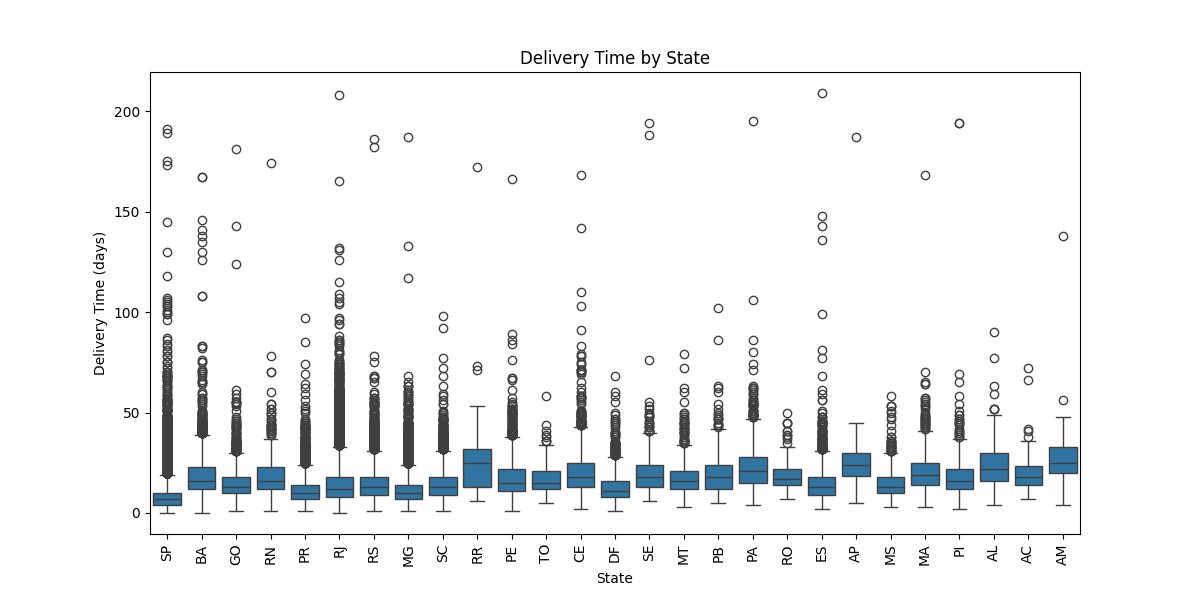 Delivery Time by State
Delivery Time (days)
200
150
100
50
0
SP BA GO RN PR RJ RS MG SC RR PE TO CE DF SE MT PB PA RO ES AP MS MA PI AL AC AM
State